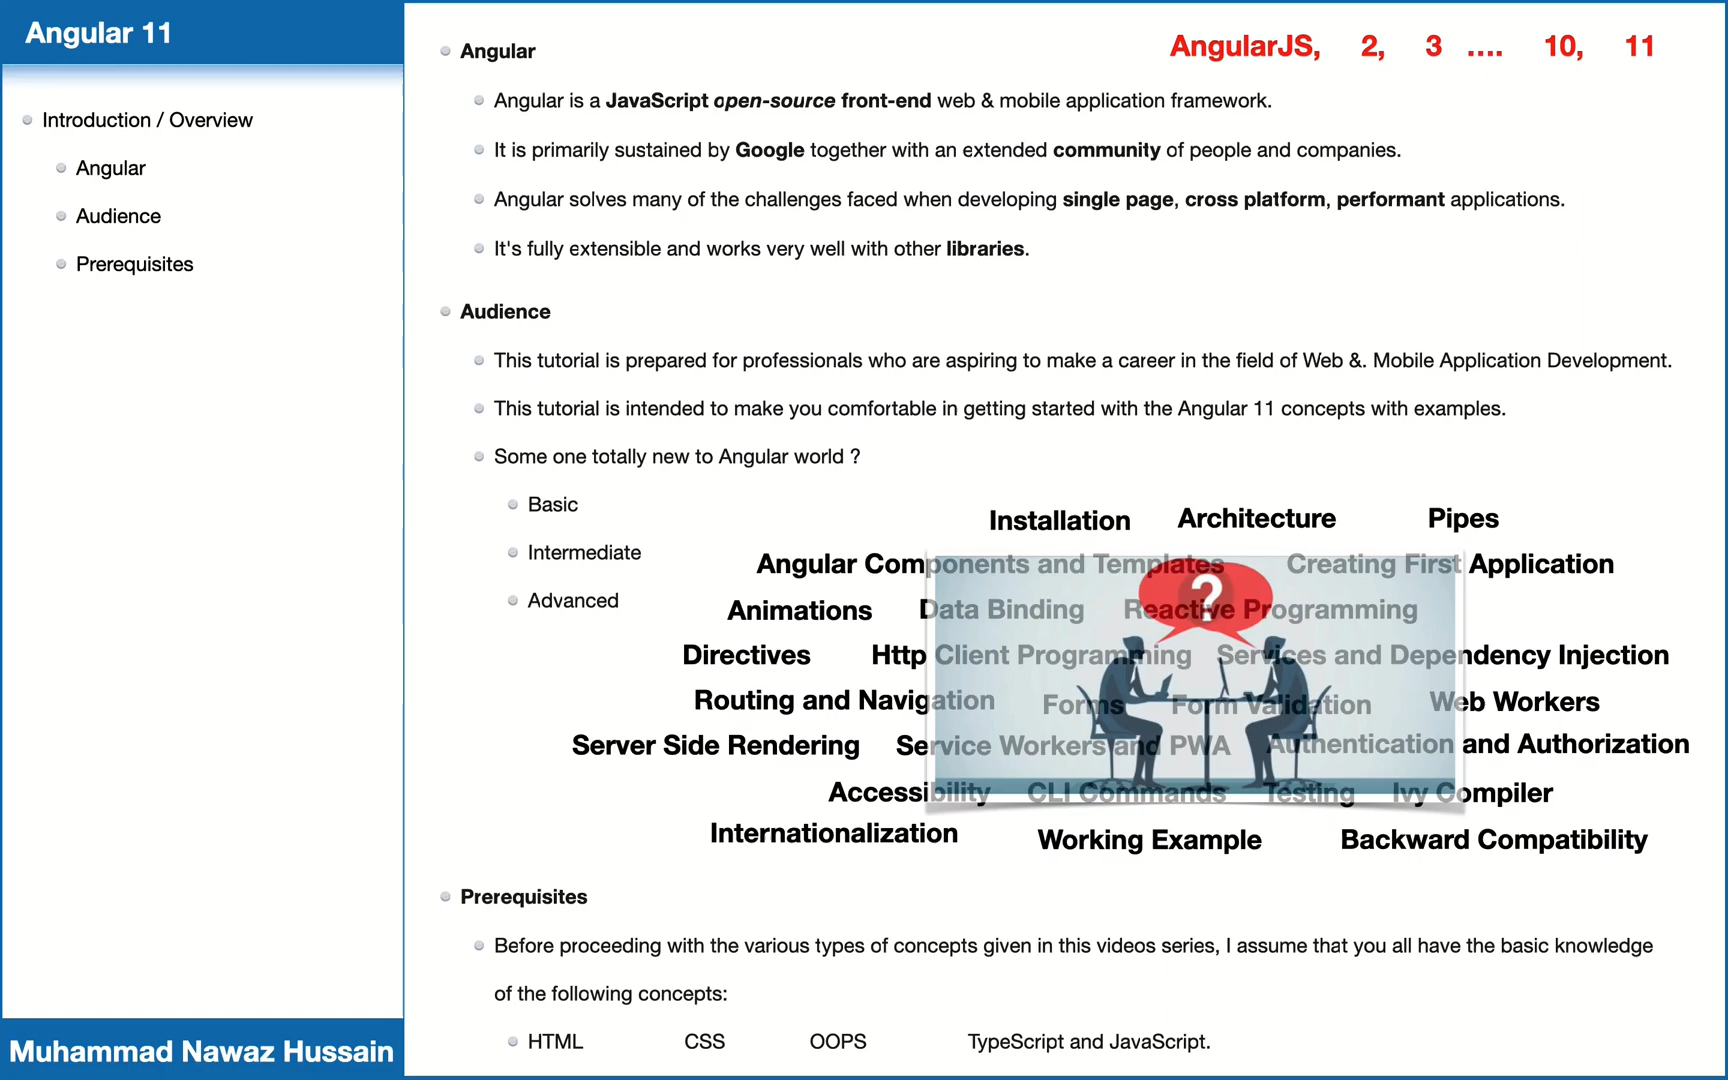 Angular 11
Introduction / Overview
Angular
Audience
Prerequisites
Muhammad Nawaz Hussain
AngularJS, 2, 3 .... 10, 11
Angular
Angular is a JavaScript open-source front-end web & mobile application framework.
It is primarily sustained by Google together with an extended community of people and companies.
Angular solves many of the challenges faced when developing single page, cross platform, performant applications.
It's fully extensible and works very well with other libraries.
Audience
This tutorial is prepared for professionals who are aspiring to make a career in the field of Web &. Mobile Application Development.
This tutorial is intended to make you comfortable in getting started with the Angular 11 concepts with examples.
Some one totally new to Angular world ?
Basic
Intermediate
Advanced
Installation Architecture Pipes
Angular Components and Templates Creating First Application
Animations Data Binding Reactive Programming
Directives Http Client Programming Services and Dependency Injection
Routing and Navigation Forms Form Validation Web Workers
Server Side Rendering Service Workers and PWA Authentication and Authorization
Accessibility CLI Commands Testing Ivy Compiler
Internationalization Working Example Backward Compatibility
?
Prerequisites
Before proceeding with the various types of concepts given in this videos series, I assume that you all have the basic knowledge
of the following concepts:
HTML CSS OOPS TypeScript and JavaScript.